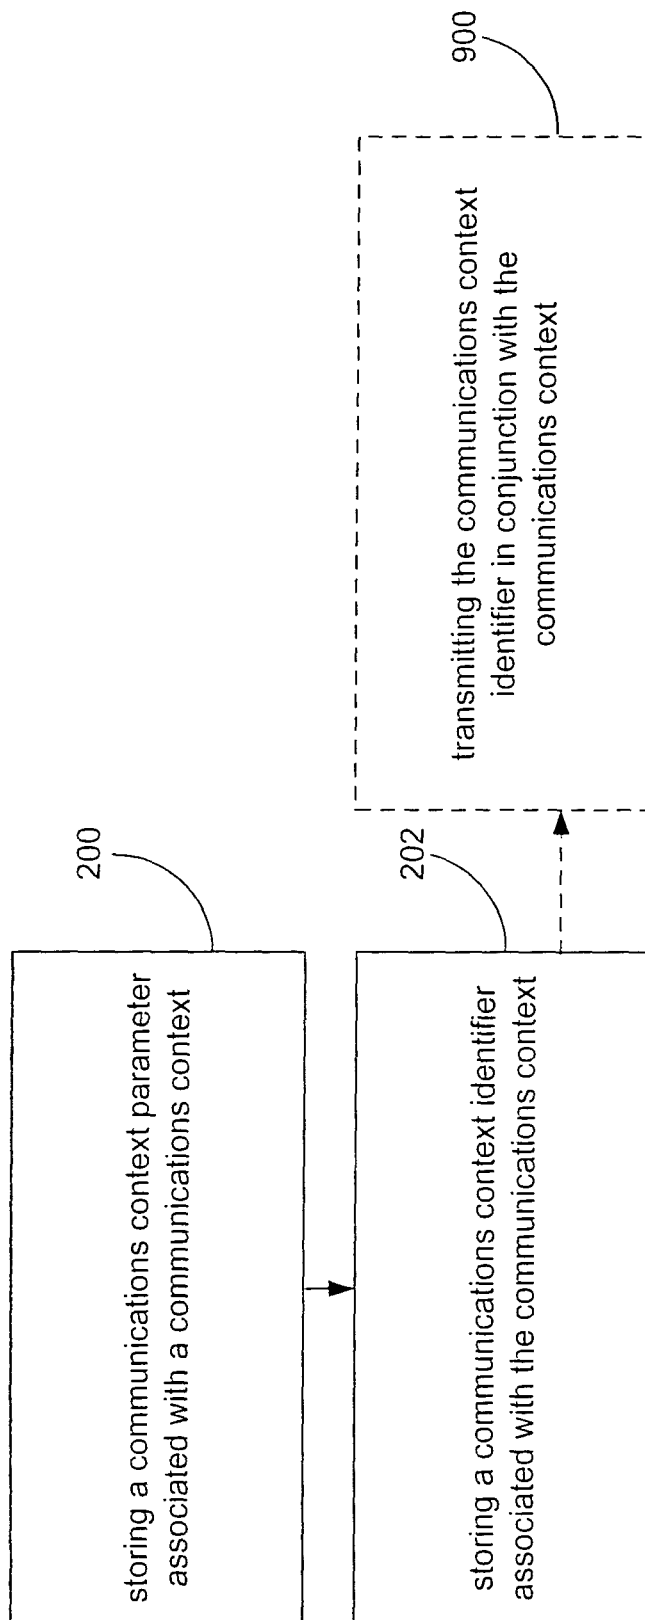 200
storing a communications context parameter
associated with a communications context
202
storing a communications context identifier
associated with the communications context
900
transmitting the communications context
identifier in conjunction with the
communications context